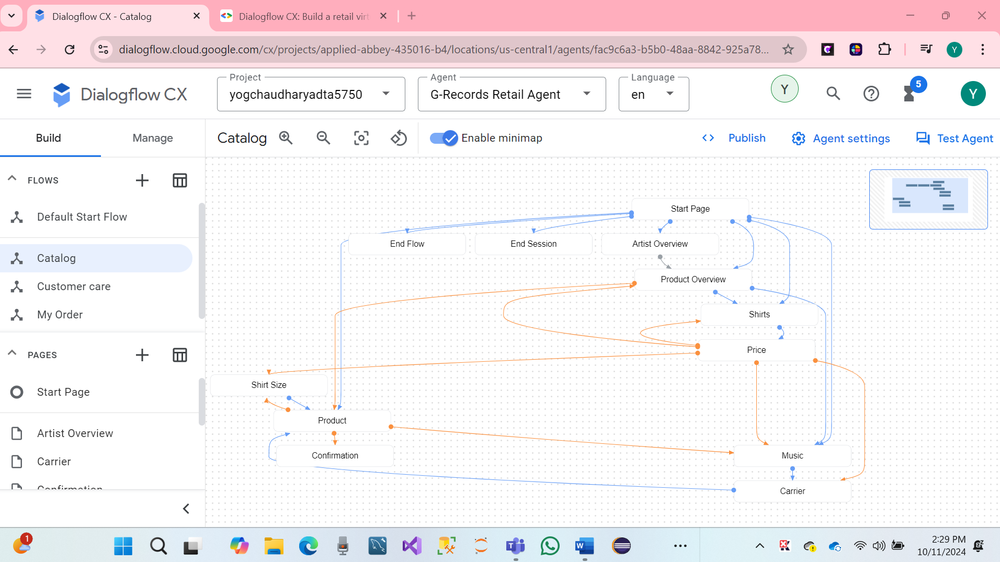 Dialogflow CX - Catalog
Dialogflow CX: Build a retail virt
dialogflow.cloud.google.com/cx/projects/applied-abbey-435016-b4/locations/us-central1/agents/fac9c6a3-b5b0-48aa-8842-925a78...
Y
Dialogflow CX
Project
yogchaudharyadta5750
Agent
G-Records Retail Agent
Language
en
Y
5
Y
Build
Manage
Catalog
Enable minimap
Publish
Agent settings
Test Agent
FLOWS
Default Start Flow
Catalog
Customer care
My Order
PAGES
Start Page
Artist Overview
Carrier
Confirmation
Start Page
End Flow
End Session
Artist Overview
Product Overview
Shirts
Price
Shirt Size
Product
Confirmation
Music
Carrier
1
2:29 PM
10/11/2024